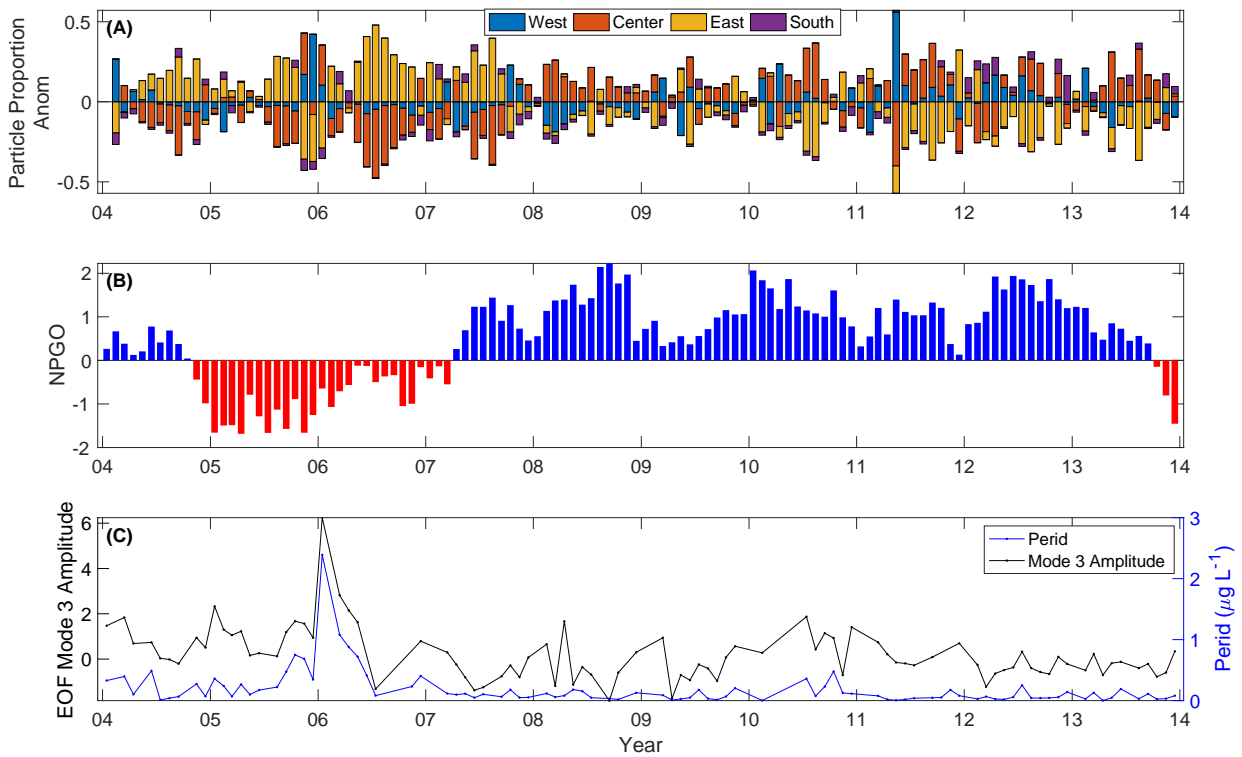 (A)
West Center East South
Particle Proportion
Anom
0.5
0
-0.5
04 05 06 07 08 09 10 11 12 13 14
(B)
NPGO
2
1
0
-1
-2
04 05 06 07 08 09 10 11 12 13 14
(C)
EOF Mode 3 Amplitude
6
4
2
0
Perid
Mode 3 Amplitude
3
2
1
0
Perid (μg L⁻¹)
04 05 06 07 08 09 10 11 12 13 14
Year